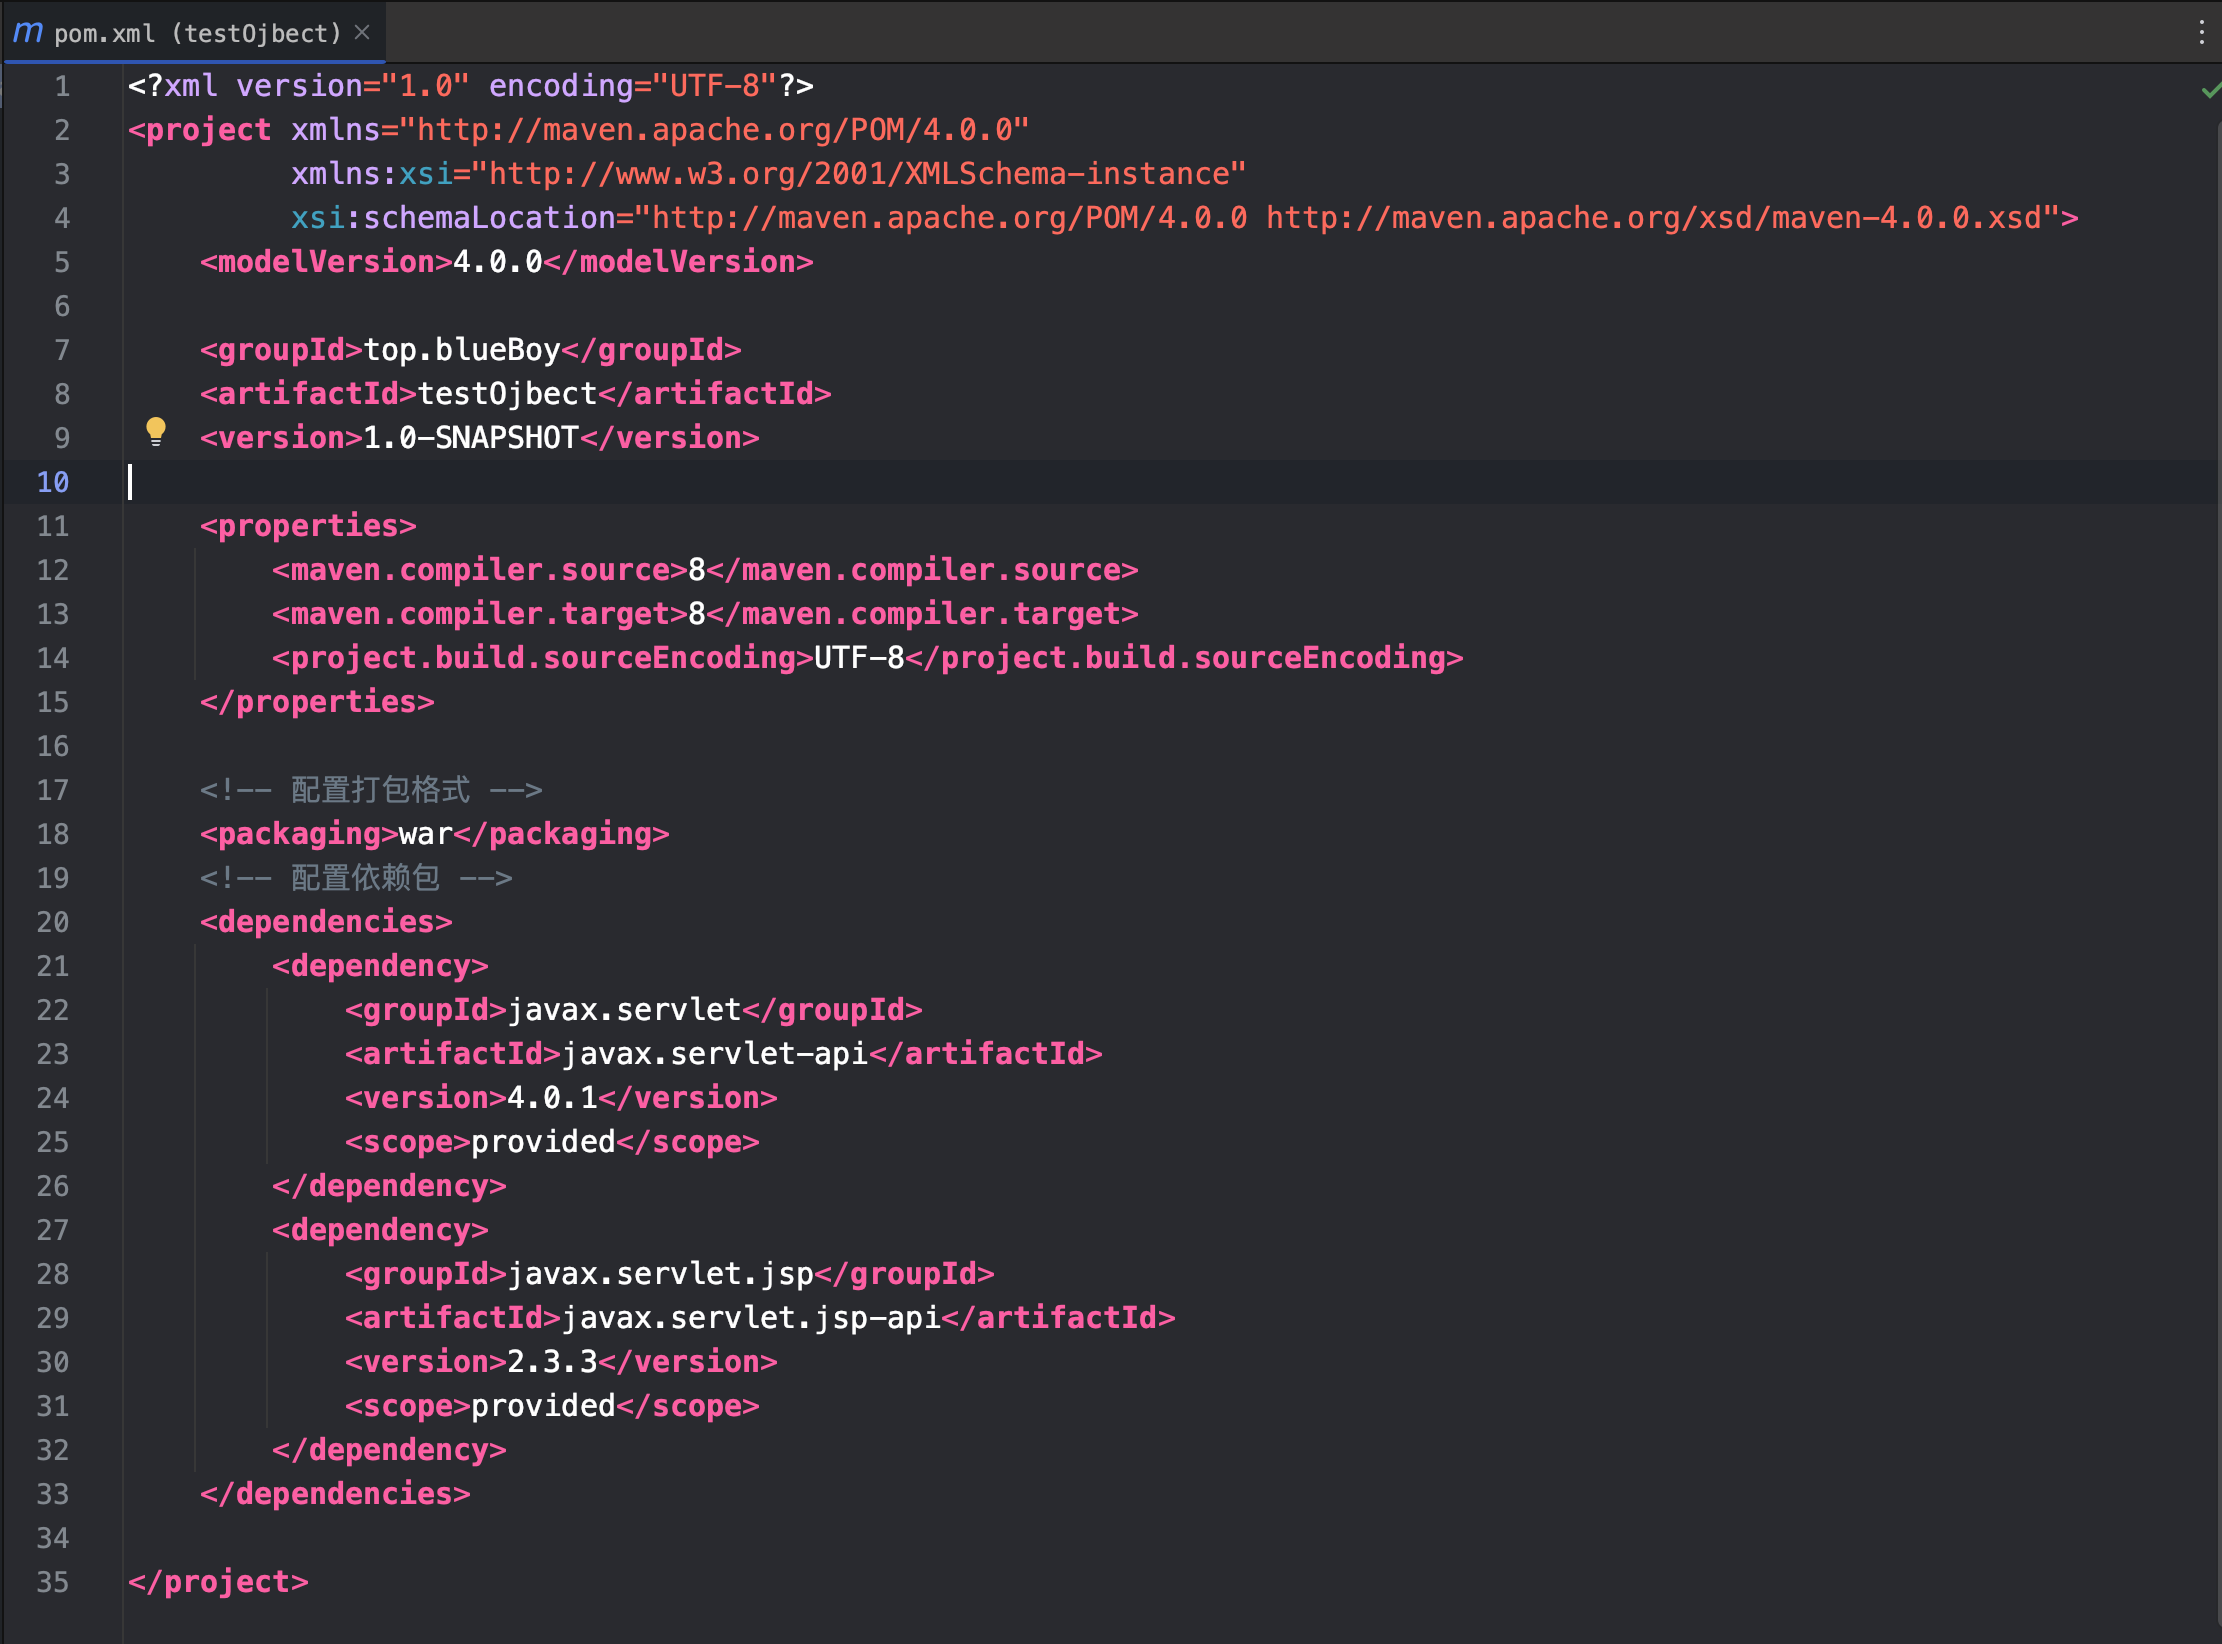 m pom.xml (testOjbect)
1 <?xml version="1.0" encoding="UTF-8"?>
2 <project xmlns="http://maven.apache.org/POM/4.0.0"
3 xmlns:xsi="http://www.w3.org/2001/XMLSchema-instance"
4 xsi:schemaLocation="http://maven.apache.org/POM/4.0.0 http://maven.apache.org/xsd/maven-4.0.0.xsd">
5 <modelVersion>4.0.0</modelVersion>
6
7 <groupId>top.blueBoy</groupId>
8 <artifactId>testOjbect</artifactId>
9 <version>1.0-SNAPSHOT</version>
10
11 <properties>
12 <maven.compiler.source>8</maven.compiler.source>
13 <maven.compiler.target>8</maven.compiler.target>
14 <project.build.sourceEncoding>UTF-8</project.build.sourceEncoding>
15 </properties>
16
17 <!-- 配置打包格式 -->
18 <packaging>war</packaging>
19 <!-- 配置依赖包 -->
20 <dependencies>
21 <dependency>
22 <groupId>javax.servlet</groupId>
23 <artifactId>javax.servlet-api</artifactId>
24 <version>4.0.1</version>
25 <scope>provided</scope>
26 </dependency>
27 <dependency>
28 <groupId>javax.servlet.jsp</groupId>
29 <artifactId>javax.servlet.jsp-api</artifactId>
30 <version>2.3.3</version>
31 <scope>provided</scope>
32 </dependency>
33 </dependencies>
34
35 </project>